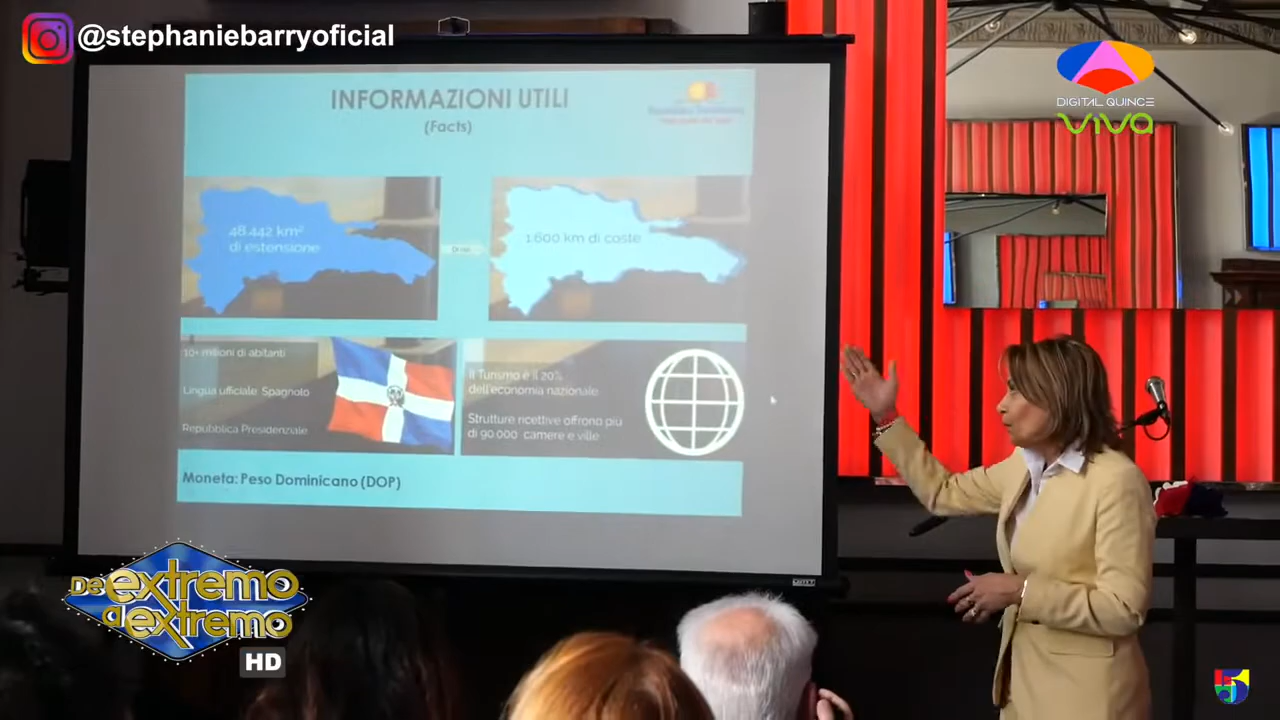 @stephaniebarryoficial
DIGITAL QUINCE
VIVA
INFORMAZIONI UTILI
(Facts)
48.442 km²
di estensione
1.600 km di coste
10+ milioni di abitanti
Lingua ufficiale: Spagnolo
Repubblica Presidenziale
Il Turismo è il 20%
dell'economia nazionale
Strutture ricettive offrono più
di 90.000 camere e ville
Moneta: Peso Dominicano (DOP)
De extremo
a extremo
HD
5